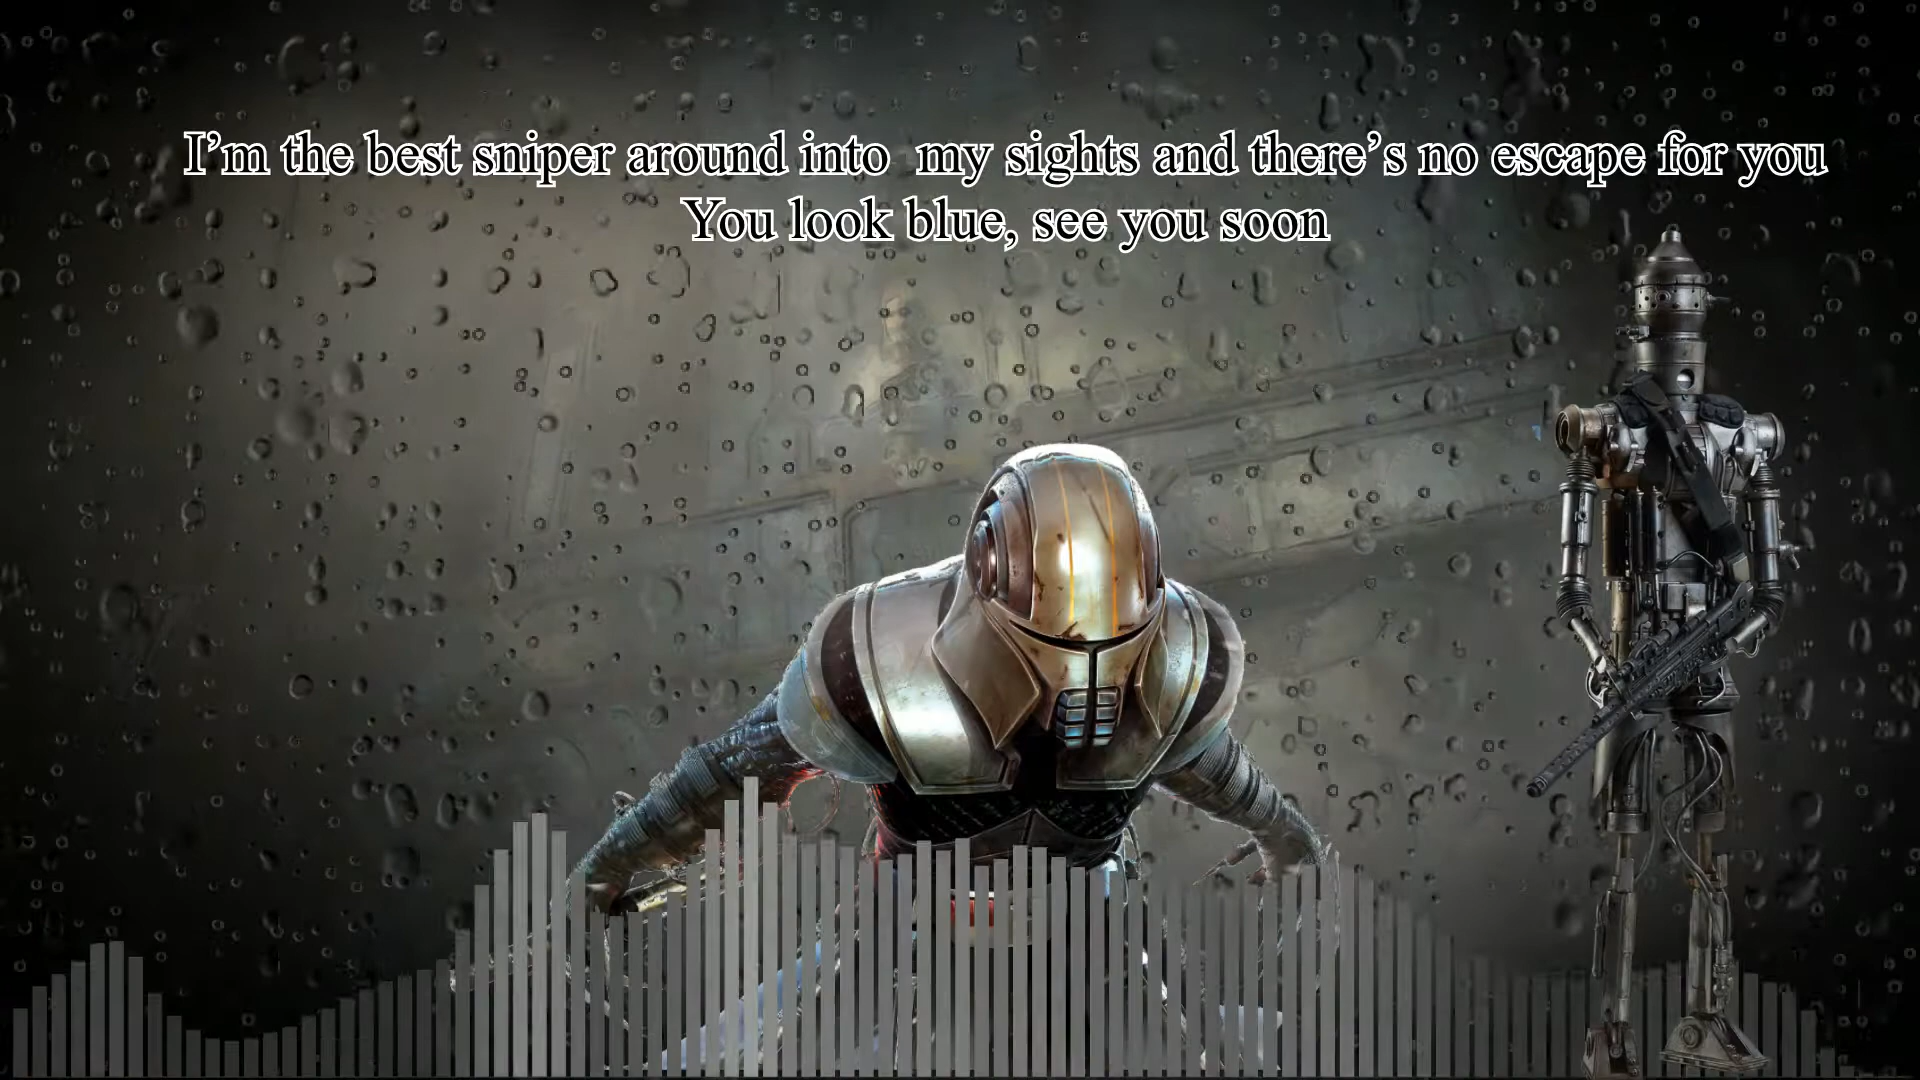 I’m the best sniper around into  my sights and there’s no escape for you
You look blue, see you soon